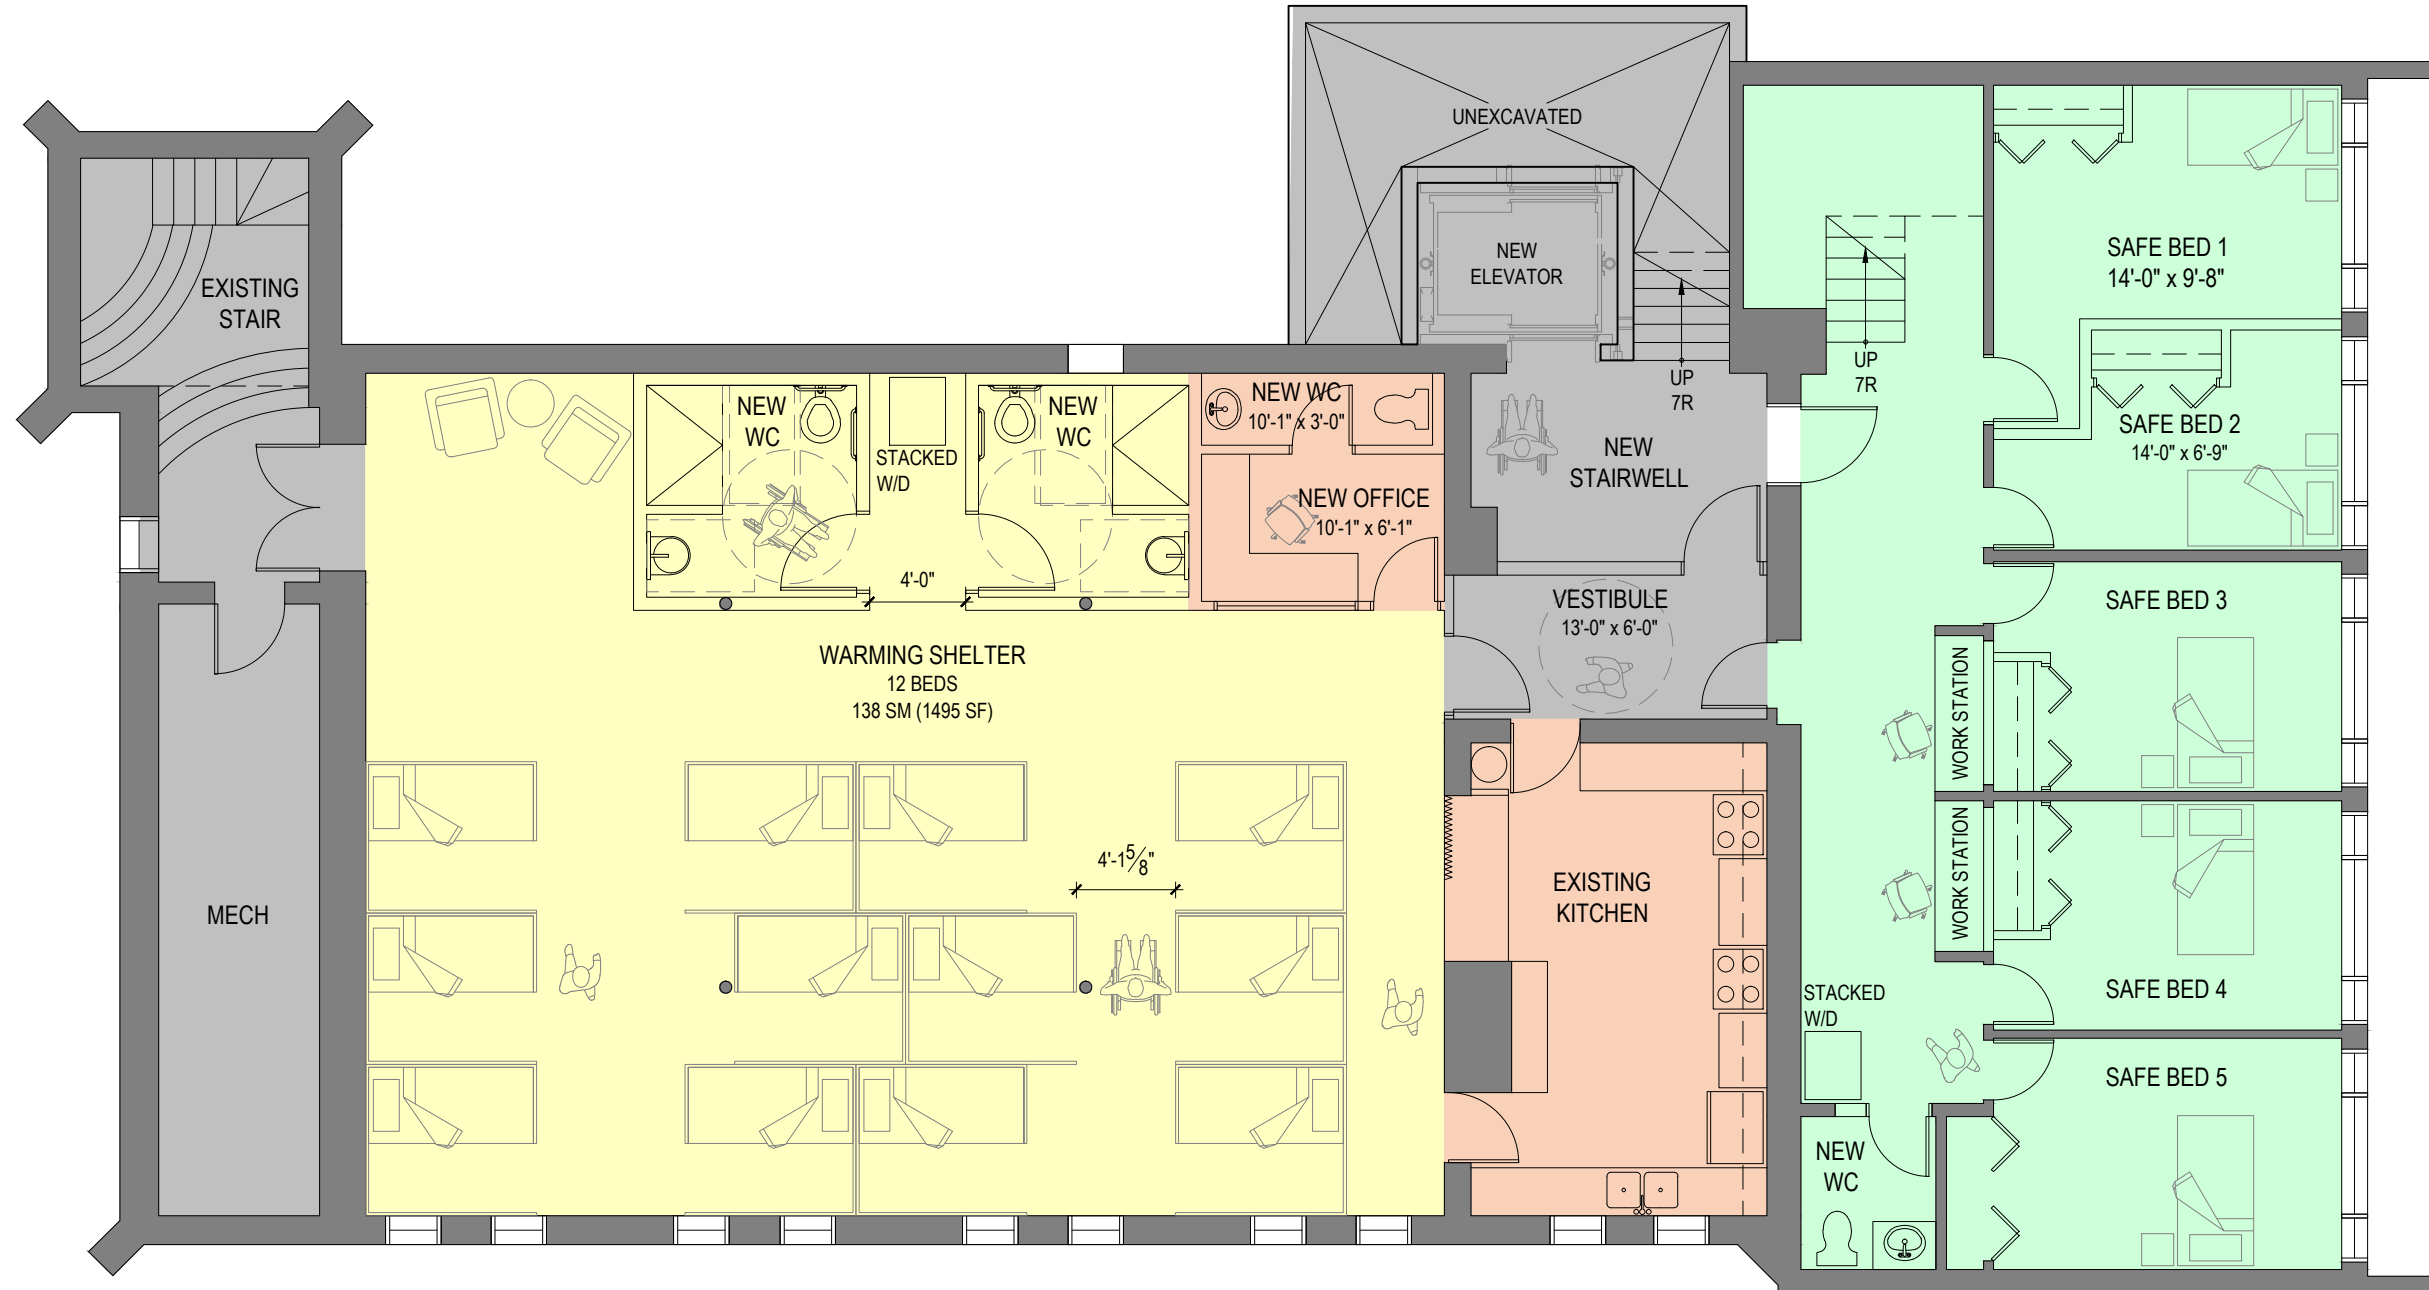 UNEXCAVATED
NEW
ELEVATOR
EXISTING
STAIR
SAFE BED 1
14'-0" x 9'-8"
UP
7R
UP
7R
NEW
WC
STACKED
W/D
NEW
WC
NEW WC
10'-1" x 3'-0"
NEW
STAIRWELL
SAFE BED 2
14'-0" x 6'-9"
NEW OFFICE
10'-1" x 6'-1"
4'-0"
VESTIBULE
13'-0" x 6'-0"
SAFE BED 3
WARMING SHELTER
12 BEDS
138 SM (1495 SF)
WORK STATION
4'-1 5/8"
EXISTING
KITCHEN
WORK STATION
MECH
STACKED
W/D
SAFE BED 4
SAFE BED 5
NEW
WC